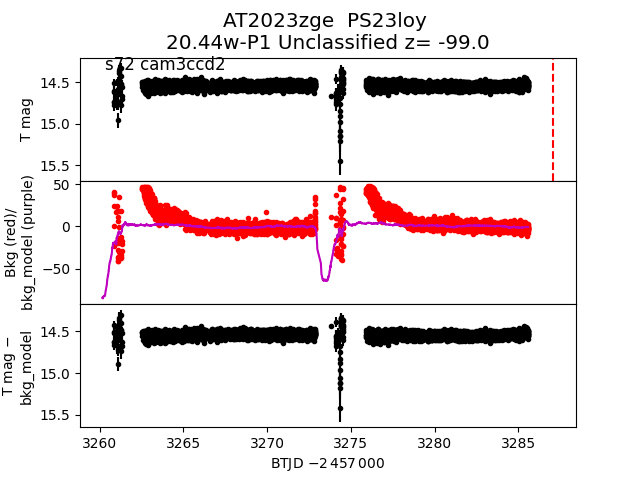 AT2023zge  PS23loy
20.44w-P1 Unclassified z= -99.0
s72 cam3ccd2
14.5
15.0
15.5
T mag
50
0
−50
Bkg (red)/
bkg_model (purple)
14.5
15.0
15.5
T mag −
bkg_model
3260 3265 3270 3275 3280 3285
BTJD −2 457 000